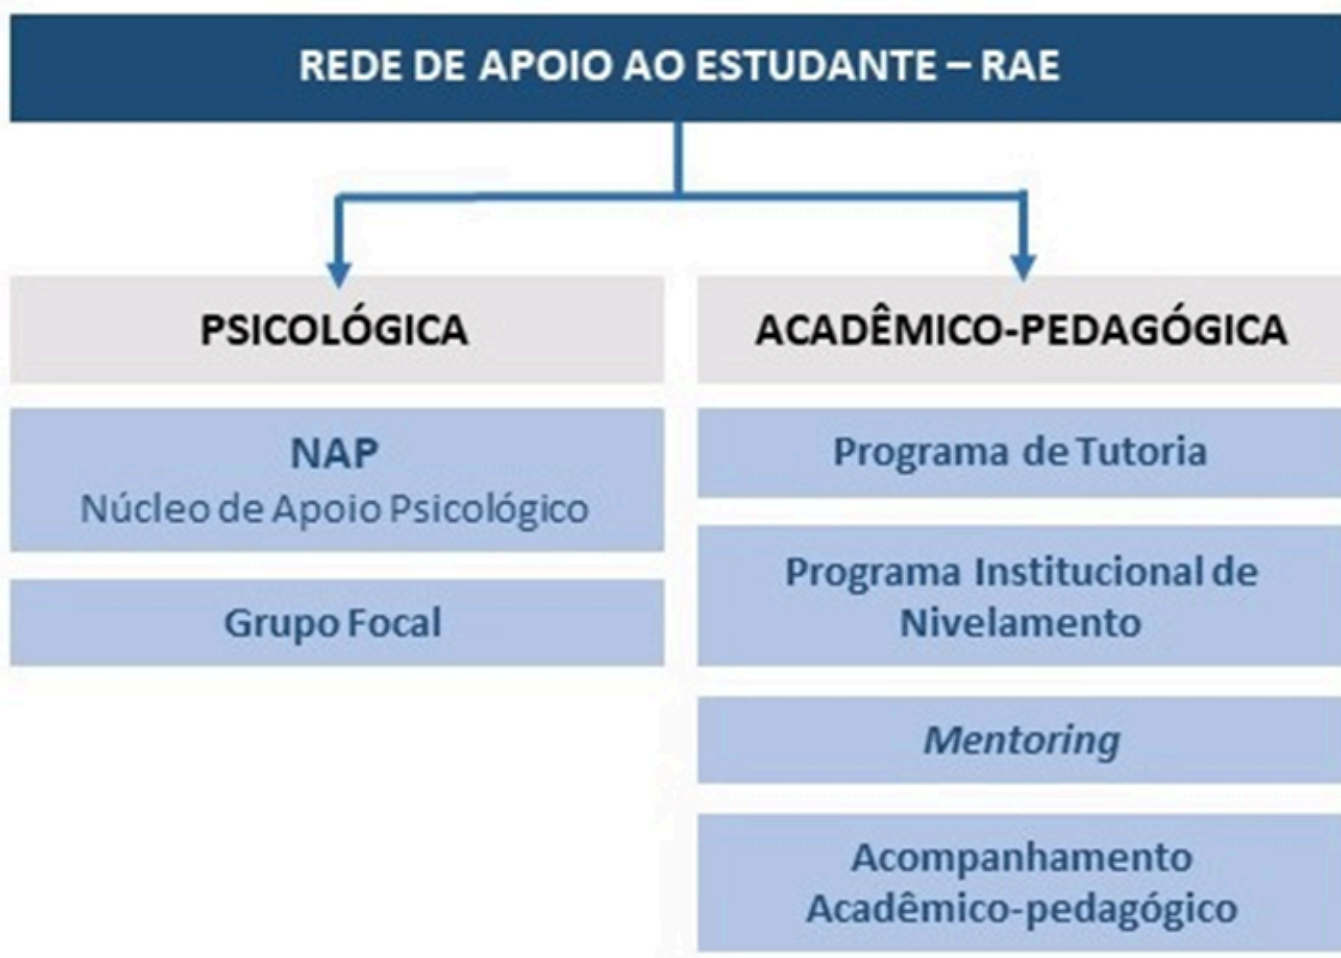 REDE DE APOIO AO ESTUDANTE – RAE
PSICOLÓGICA
NAP
Núcleo de Apoio Psicológico
Grupo Focal
ACADÊMICO-PEDAGÓGICA
Programa de Tutoria
Programa Institucional de
Nivelamento
Mentoring
Acompanhamento
Acadêmico-pedagógico